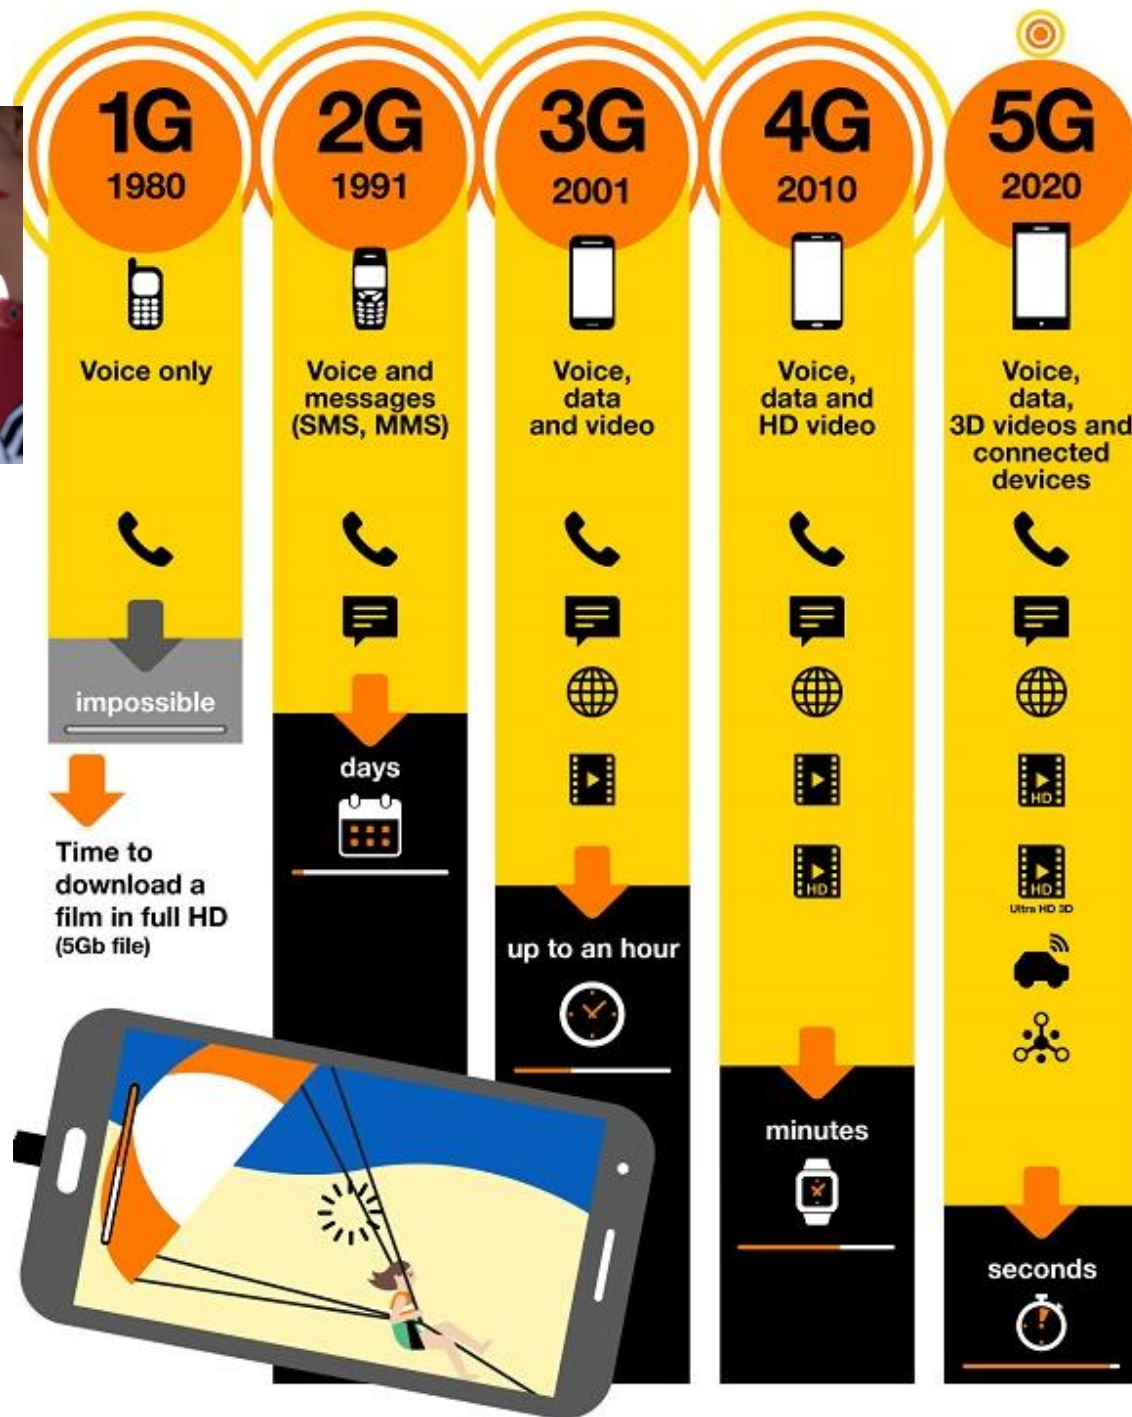 1G
1980
Voice only
impossible
Time to
download a
film in full HD
(5Gb file)
2G
1991
Voice and
messages
(SMS, MMS)
days
3G
2001
Voice,
data
and video
up to an hour
4G
2010
Voice,
data and
HD video
HD
minutes
5G
2020
Voice,
data,
3D videos and
connected
devices
HD
HD
Ultra HD 3D
seconds